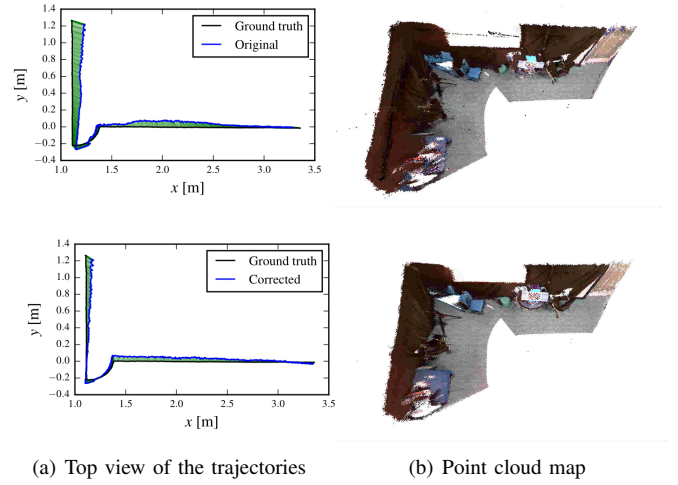 1.4
1.2
1.0
0.8
0.6
0.4
0.2
0.0
−0.2
−0.4
y [m]
Ground truth
Original
1.0 1.5 2.0 2.5 3.0 3.5
x [m]
1.4
1.2
1.0
0.8
0.6
0.4
0.2
0.0
−0.2
−0.4
y [m]
Ground truth
Corrected
1.0 1.5 2.0 2.5 3.0 3.5
x [m]
(a) Top view of the trajectories
(b) Point cloud map